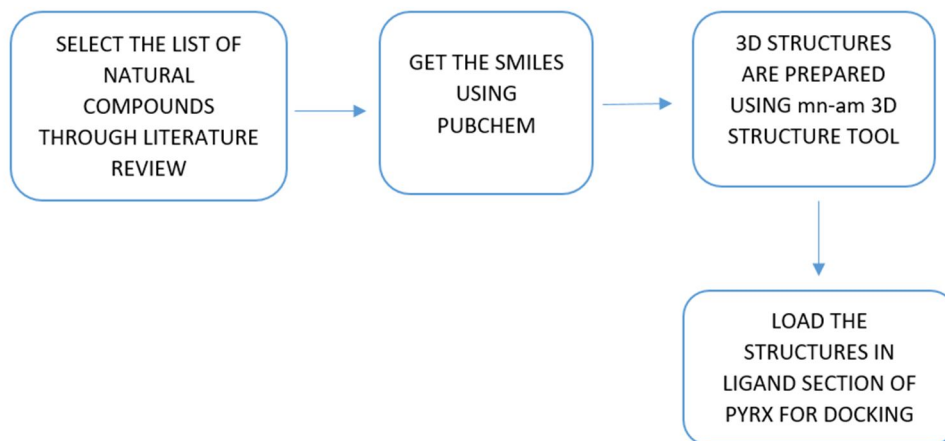 SELECT THE LIST OF
NATURAL
COMPOUNDS
THROUGH LITERATURE
REVIEW
GET THE SMILES
USING
PUBCHEM
3D STRUCTURES
ARE PREPARED
USING mn-am 3D
STRUCTURE TOOL
LOAD THE
STRUCTURES IN
LIGAND SECTION OF
PYRX FOR DOCKING